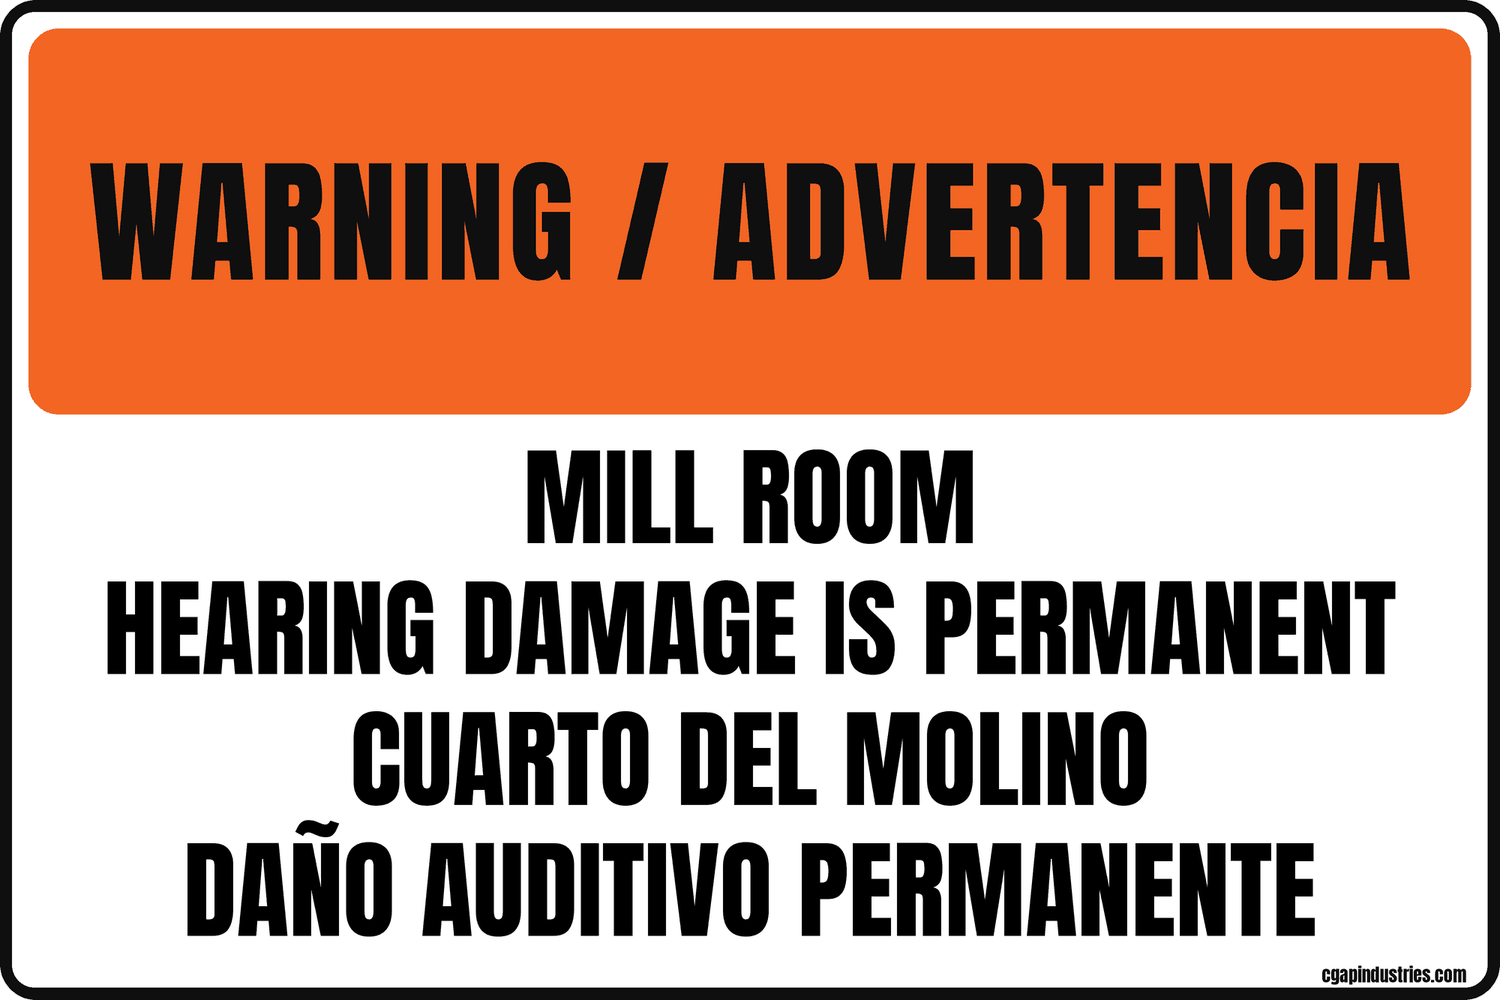 WARNING / ADVERTENCIA
MILL ROOM
HEARING DAMAGE IS PERMANENT
CUARTO DEL MOLINO
DAÑO AUDITIVO PERMANENTE
cgapindustries.com